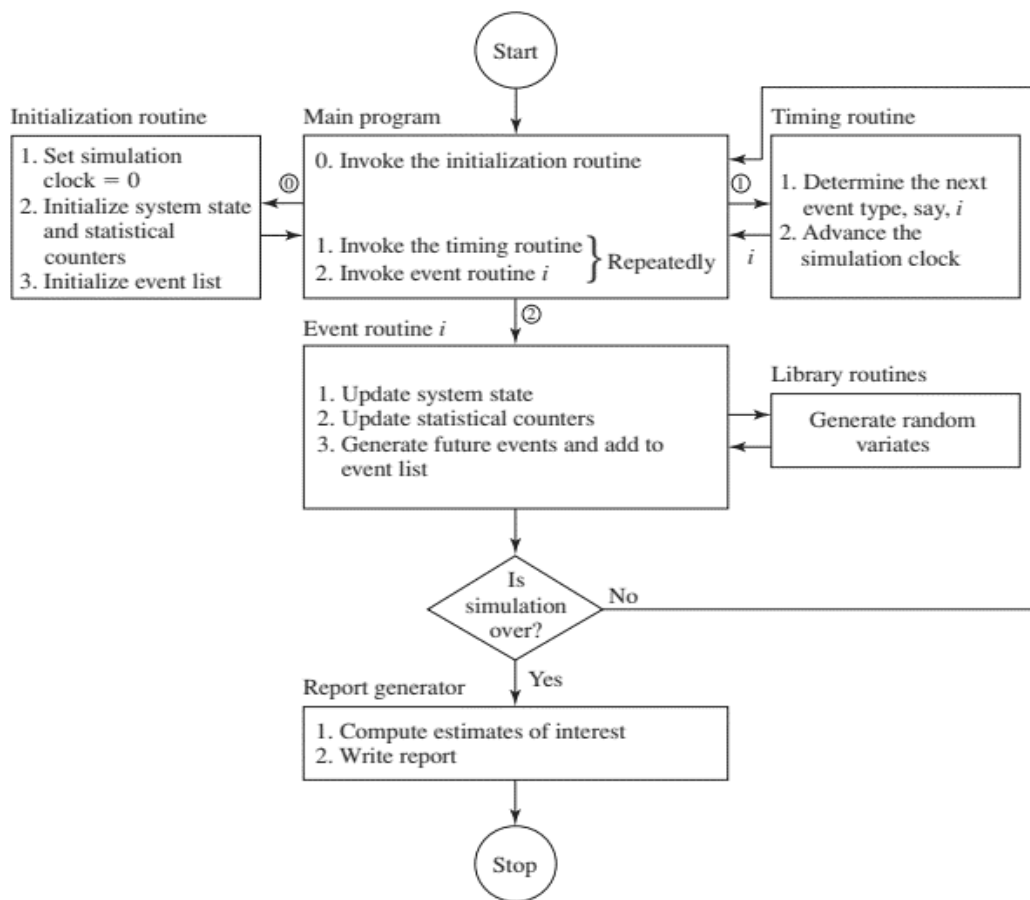 Start
Initialization routine
1. Set simulation
clock = 0
2. Initialize system state
and statistical
counters
3. Initialize event list
⓪
Main program
0. Invoke the initialization routine
1. Invoke the timing routine
2. Invoke event routine i
Repeatedly
①
i
Timing routine
1. Determine the next
event type, say, i
2. Advance the
simulation clock
②
Event routine i
1. Update system state
2. Update statistical counters
3. Generate future events and add to
event list
Library routines
Generate random
variates
Is
simulation
over?
No
Yes
Report generator
1. Compute estimates of interest
2. Write report
Stop